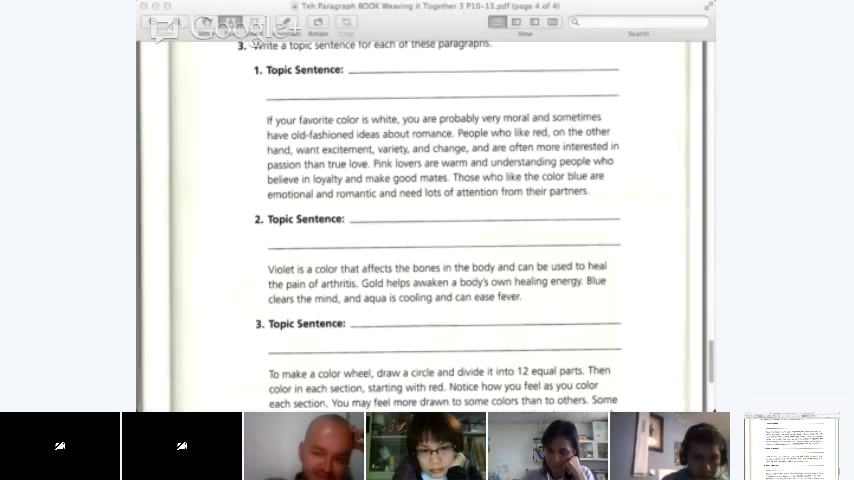 Teh Paragraph BOOK Weaving it Together 3 P10-13.pdf (page 4 of 4)
Google+
Rotate
View
Search
3. Write a topic sentence for each of these paragraphs.
1. Topic Sentence:
If your favorite color is white, you are probably very moral and sometimes
have old-fashioned ideas about romance. People who like red, on the other
hand, want excitement, variety, and change, and are often more interested in
passion than true love. Pink lovers are warm and understanding people who
believe in loyalty and make good mates. Those who like the color blue are
emotional and romantic and need lots of attention from their partners.
2. Topic Sentence:
Violet is a color that affects the bones in the body and can be used to heal
the pain of arthritis. Gold helps awaken a body's own healing energy. Blue
clears the mind, and aqua is cooling and can ease fever.
3. Topic Sentence:
To make a color wheel, draw a circle and divide it into 12 equal parts. Then
color in each section, starting with red. Notice how you feel as you color
each section. You may feel more drawn to some colors than to others. Some